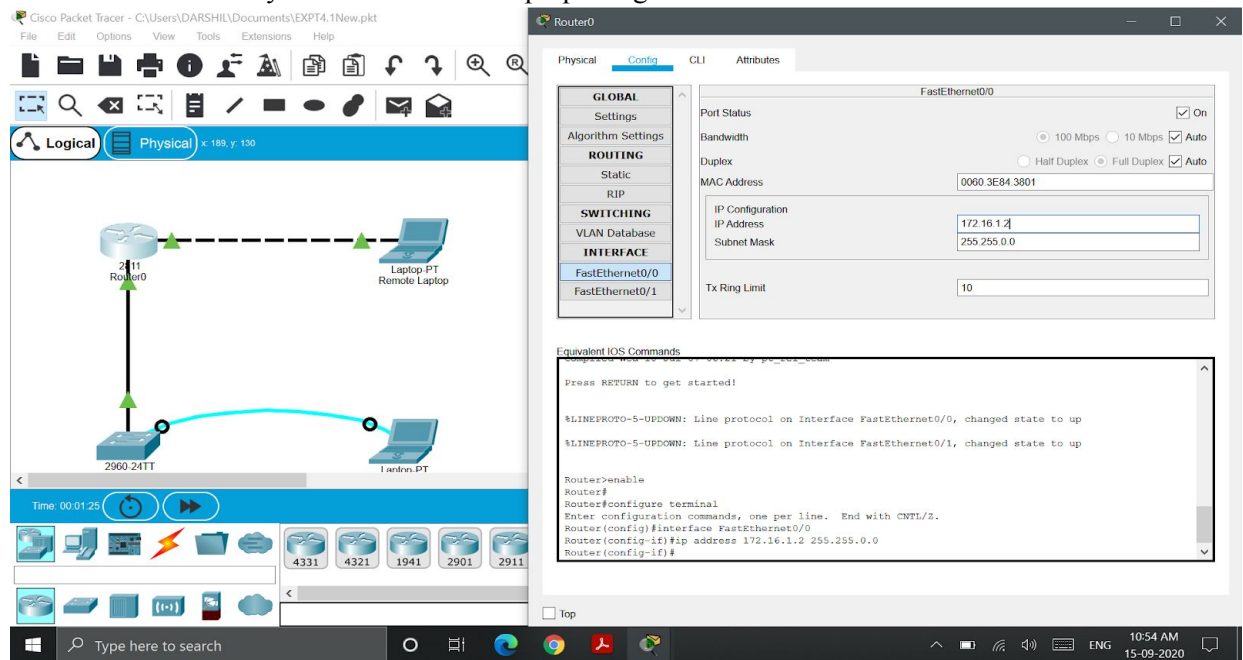 Cisco Packet Tracer - C:\Users\DARSHIL\Documents\EXPT4.1New.pkt
File Edit Options View Tools Extensions Help
Logical
Physical x: 189, y: 130
2811
Router0
Laptop-PT
Remote Laptop
2960-24TT
Laptop-PT
Time: 00:01:25
4331 4321 1941 2901 2911
Router0
Physical Config CLI Attributes
GLOBAL
Settings
Algorithm Settings
ROUTING
Static
RIP
SWITCHING
VLAN Database
INTERFACE
FastEthernet0/0
FastEthernet0/1
FastEthernet0/0
Port Status On
Bandwidth 100 Mbps 10 Mbps Auto
Duplex Half Duplex Full Duplex Auto
MAC Address 0060.3E84.3801
IP Configuration
IP Address 172.16.1.2
Subnet Mask 255.255.0.0
Tx Ring Limit 10
Equivalent IOS Commands
Press RETURN to get started!
%LINEPROTO-5-UPDOWN: Line protocol on Interface FastEthernet0/0, changed state to up
%LINEPROTO-5-UPDOWN: Line protocol on Interface FastEthernet0/1, changed state to up
Router>enable
Router#
Router#configure terminal
Enter configuration commands, one per line. End with CNTL/Z.
Router(config)#interface FastEthernet0/0
Router(config-if)#ip address 172.16.1.2 255.255.0.0
Router(config-if)#
Top
Type here to search
ENG
10:54 AM
15-09-2020